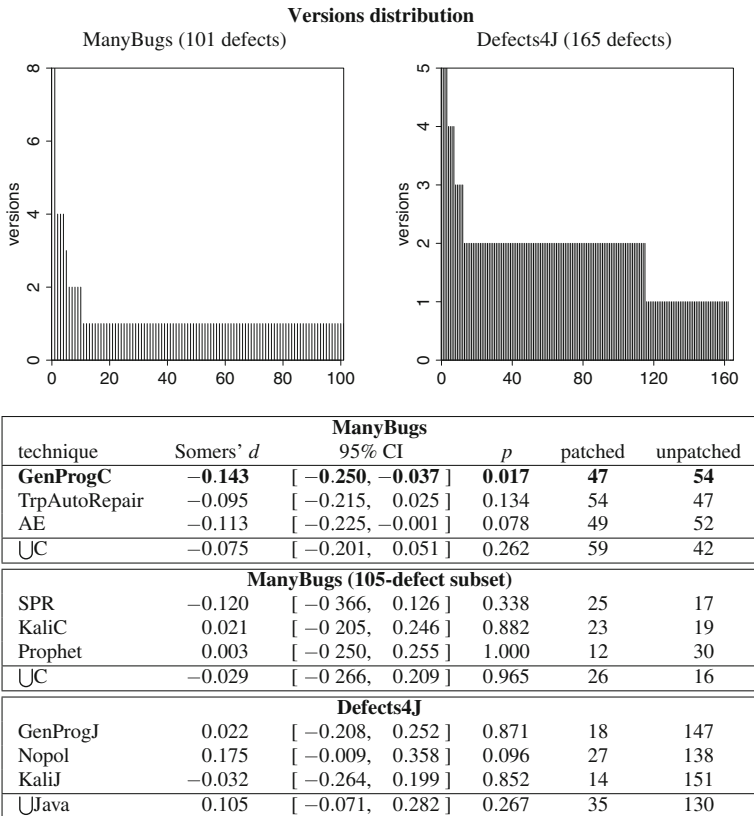 Versions distribution
ManyBugs (101 defects)
Defects4J (165 defects)
8
6
4
2
0
versions
0 20 40 60 80 100
5
4
3
2
1
0
versions
0 40 80 120 160
ManyBugs
technique Somers' d 95% CI p patched unpatched
GenProgC −0.143 [ −0.250, −0.037 ] 0.017 47 54
TrpAutoRepair −0.095 [ −0.215, 0.025 ] 0.134 54 47
AE −0.113 [ −0.225, −0.001 ] 0.078 49 52
⋃C −0.075 [ −0.201, 0.051 ] 0.262 59 42
ManyBugs (105-defect subset)
SPR −0.120 [ −0 366, 0.126 ] 0.338 25 17
KaliC 0.021 [ −0 205, 0.246 ] 0.882 23 19
Prophet 0.003 [ −0 250, 0.255 ] 1.000 12 30
⋃C −0.029 [ −0 266, 0.209 ] 0.965 26 16
Defects4J
GenProgJ 0.022 [ −0.208, 0.252 ] 0.871 18 147
Nopol 0.175 [ −0.009, 0.358 ] 0.096 27 138
KaliJ −0.032 [ −0.264, 0.199 ] 0.852 14 151
⋃Java 0.105 [ −0.071, 0.282 ] 0.267 35 130